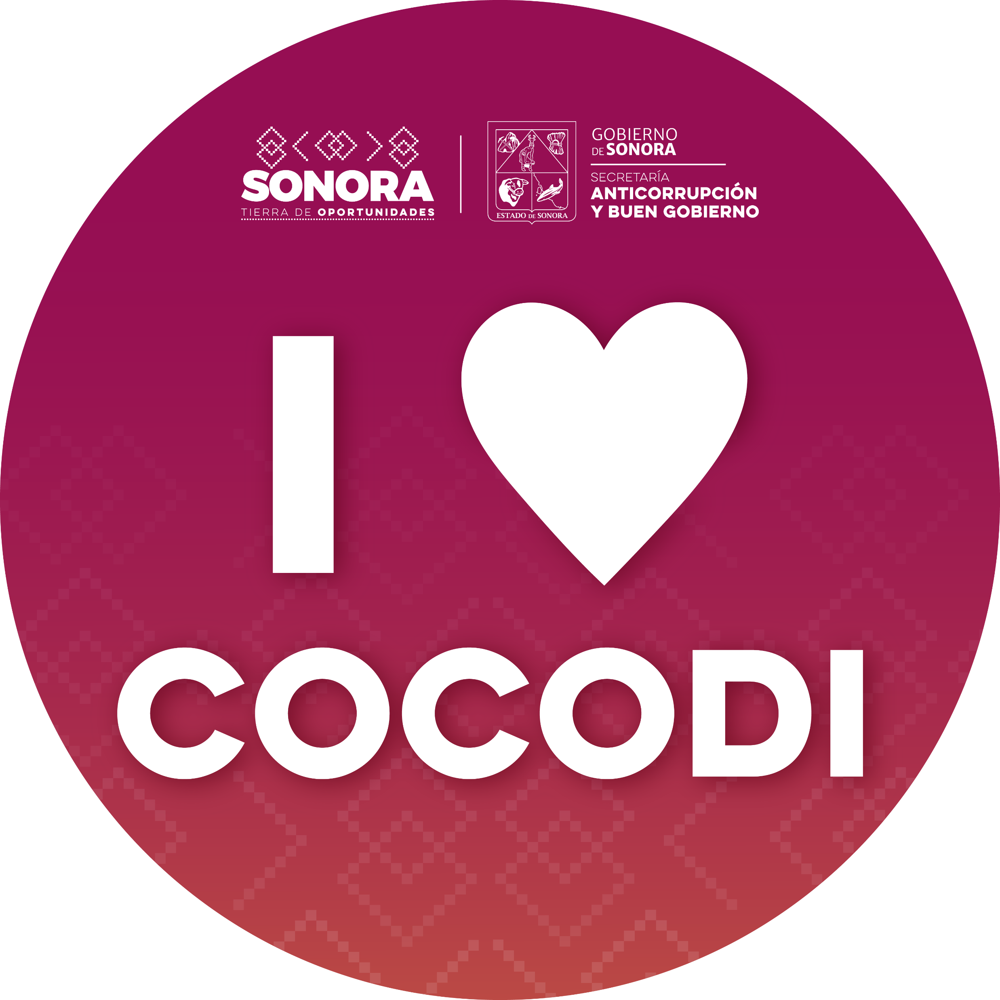 SONORA
TIERRA DE OPORTUNIDADES
ESTADO DE SONORA
GOBIERNO
DE SONORA
SECRETARÍA
ANTICORRUPCIÓN
Y BUEN GOBIERNO
I ♥
COCODI